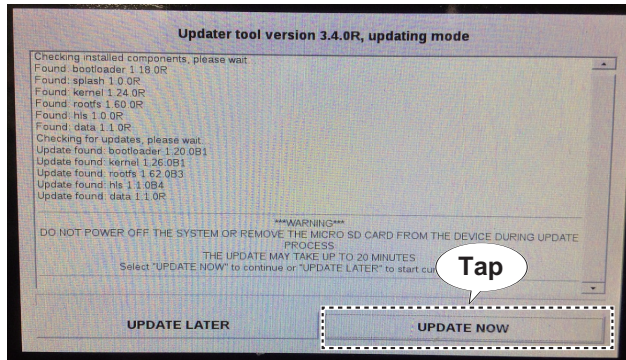 Updater tool version 3.4.0R, updating mode
Checking installed components, please wait
Found: bootloader 1.18.0R
Found: splash 1.0.0R
Found: kernel 1.24.0R
Found: rootfs 1.60.0R
Found: hls 1.0.0R
Found: data 1.1.0R
Checking for updates, please wait
Update found: bootloader 1.20.0B1
Update found: kernel 1.26.0B1
Update found: rootfs 1.62.0B3
Update found: hls 1.1.0B4
Update found: data 1.1.0R
***WARNING***
DO NOT POWER OFF THE SYSTEM OR REMOVE THE MICRO SD CARD FROM THE DEVICE DURING UPDATE
PROCESS
THE UPDATE MAY TAKE UP TO 20 MINUTES
Select "UPDATE NOW" to continue or "UPDATE LATER" to start
Tap
UPDATE LATER
UPDATE NOW